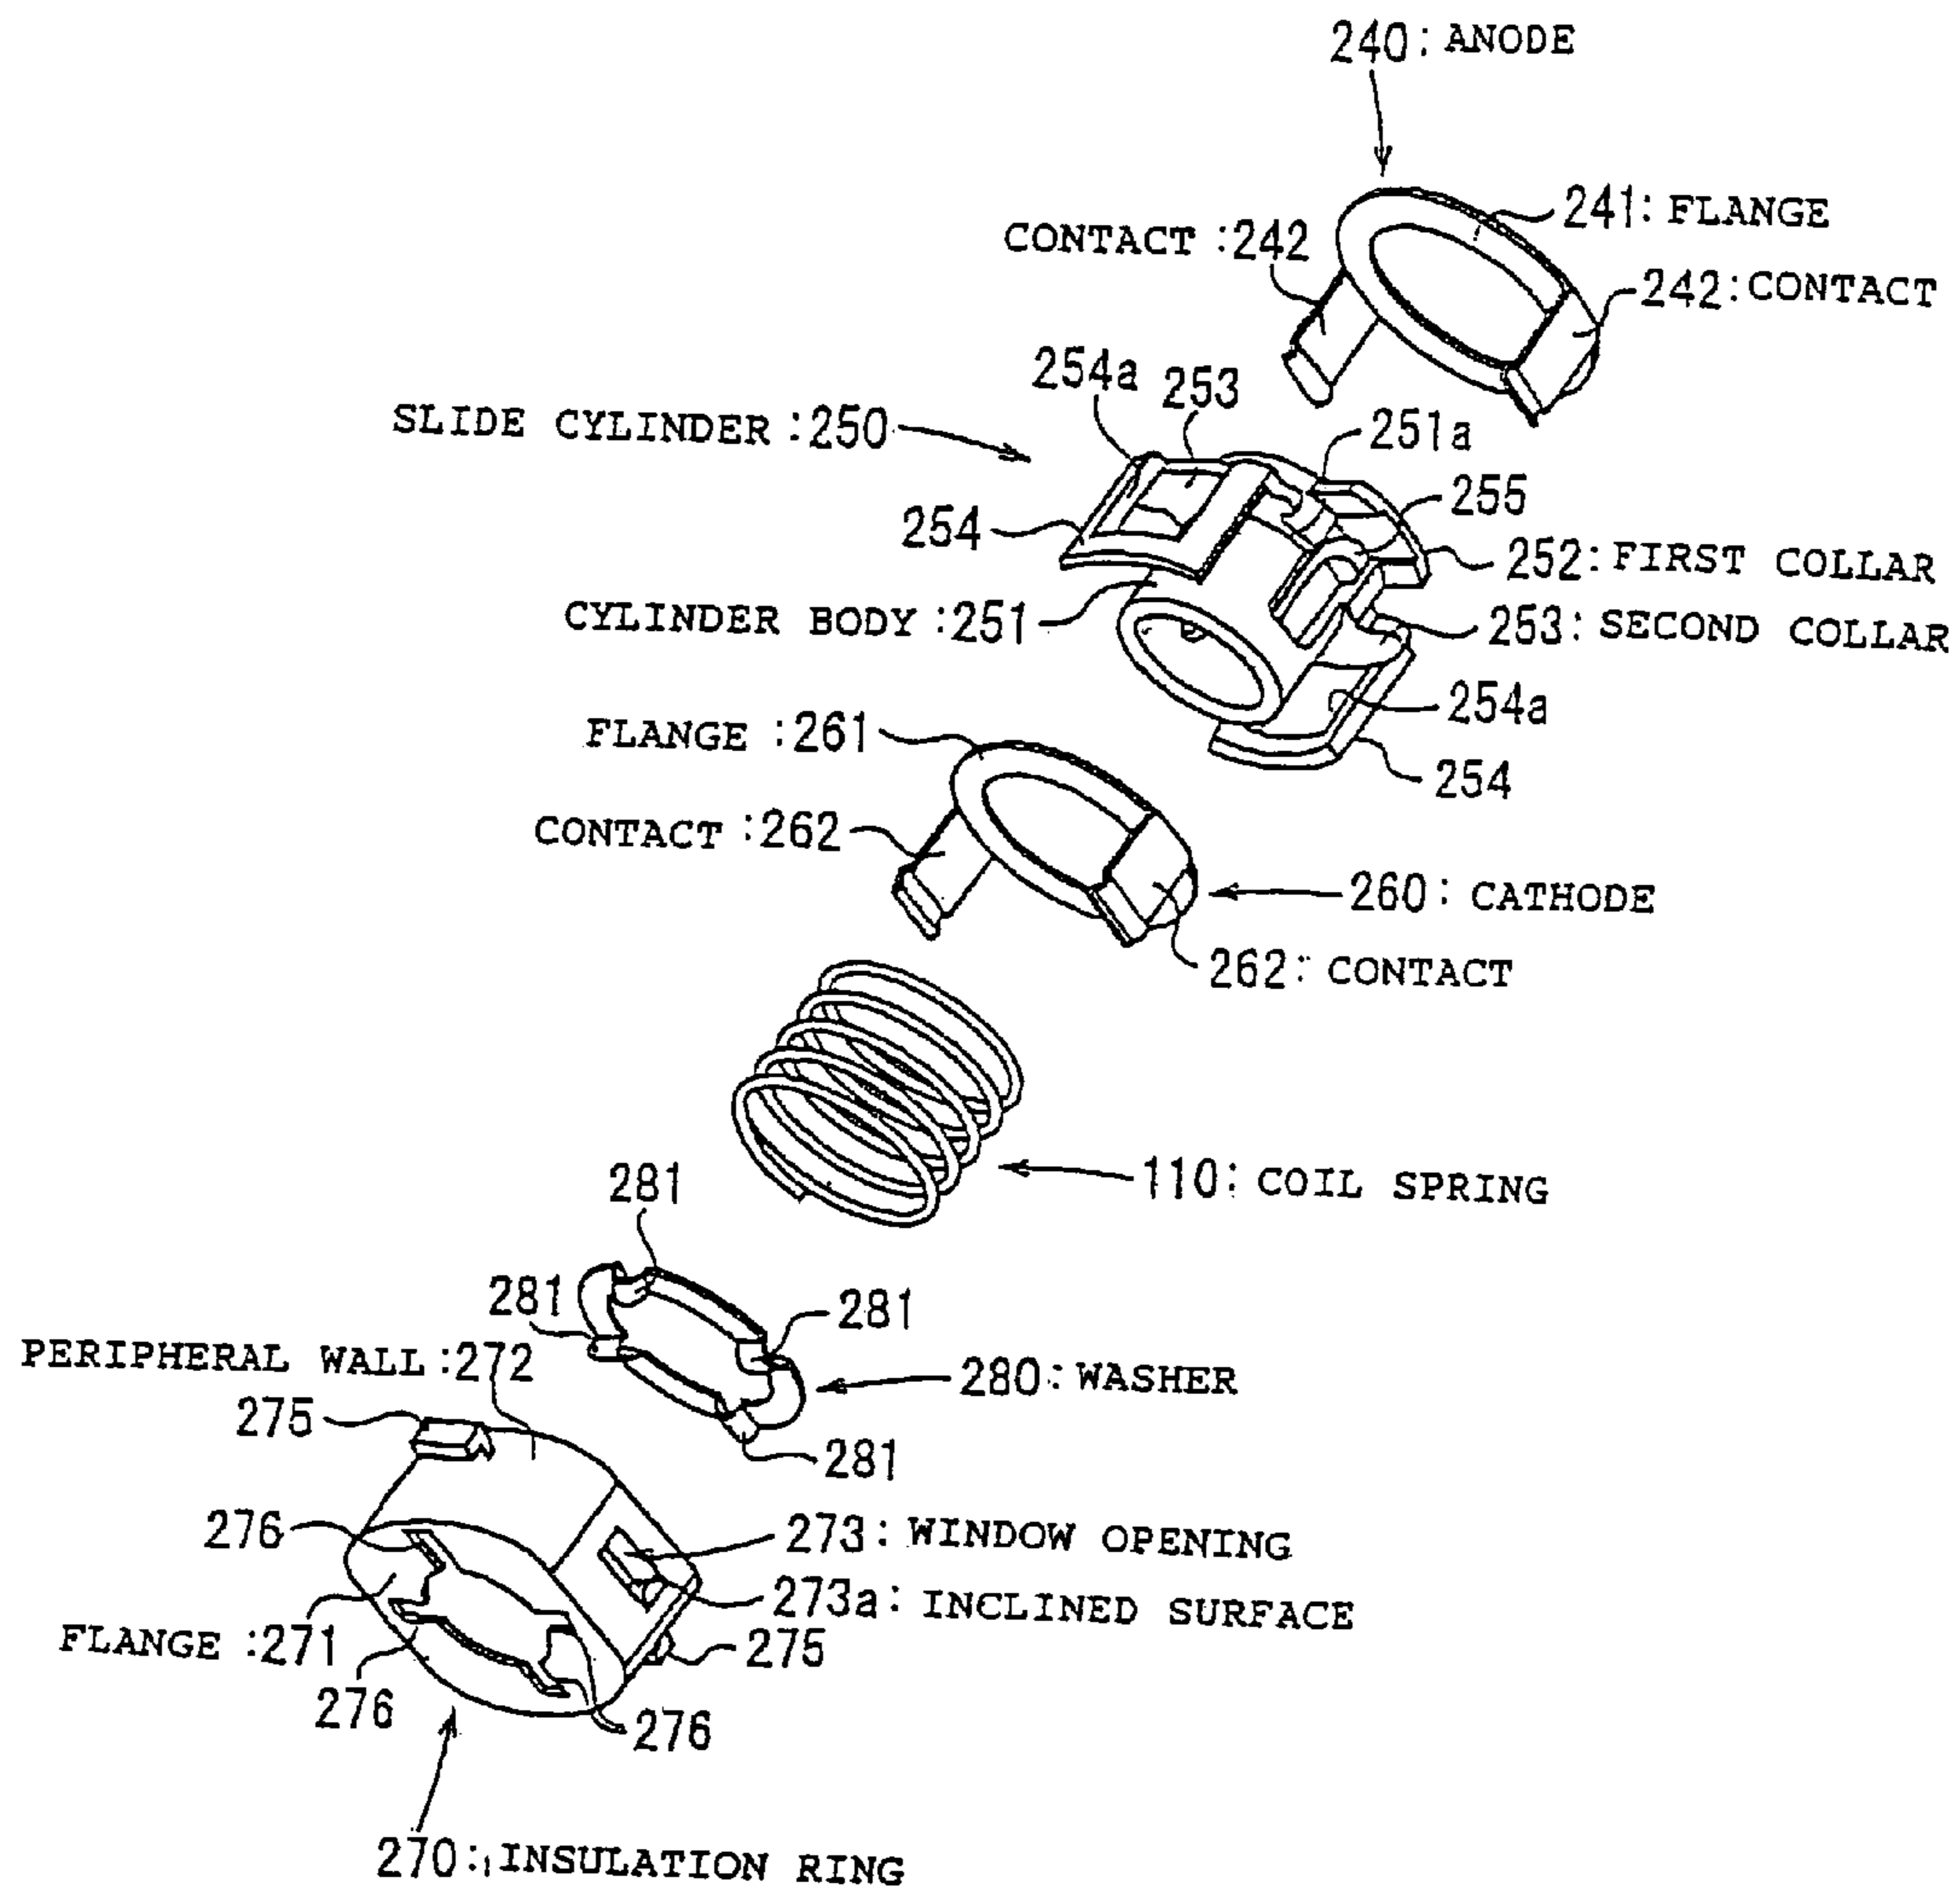 240: ANODE
241: FLANGE
CONTACT :242
242: CONTACT
254a
253
SLIDE CYLINDER :250
251a
255
254
252: FIRST COLLAR
CYLINDER BODY :251
253: SECOND COLLAR
254a
FLANGE :261
254
CONTACT :262
260: CATHODE
262: CONTACT
110: COIL SPRING
281
281
281
PERIPHERAL WALL :272
280: WASHER
275
281
276
273: WINDOW OPENING
273a: INCLINED SURFACE
FLANGE :271
275
276
276
270: INSULATION RING